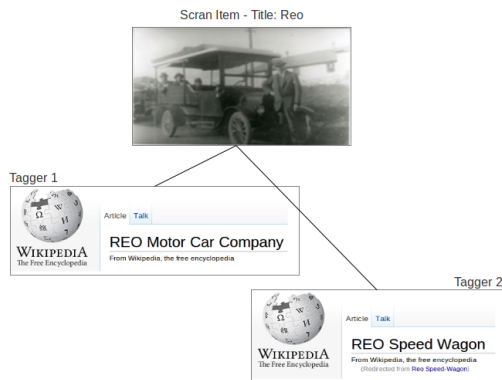 Scran Item - Title: Reo
Tagger 1
Article Talk
REO Motor Car Company
From Wikipedia, the free encyclopedia
WIKIPEDIA
The Free Encyclopedia
Tagger 2
Article Talk
REO Speed Wagon
From Wikipedia, the free encyclopedia
(Redirected from Reo Speed-Wagon)
WIKIPEDIA
The Free Encyclopedia